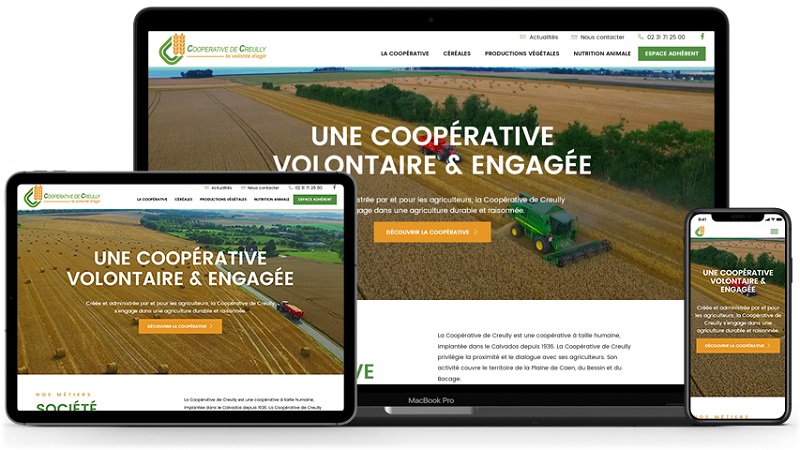 COOPERATIVE DE CREULLY
la volonté d'agir
Actualités
Nous contacter
02 31 71 25 00
f
LA COOPÉRATIVE
CÉRÉALES
PRODUCTIONS VÉGÉTALES
NUTRITION ANIMALE
ESPACE ADHÉRENT
UNE COOPÉRATIVE
VOLONTAIRE & ENGAGÉE
istrée par et pour les agriculteurs, la Coopérative de Creully
gage dans une agriculture durable et raisonnée.
DÉCOUVRIR LA COOPÉRATIVE
La Coopérative de Creully est une coopérative à taille humaine,
implantée dans le Calvados depuis 1936. La Coopérative de Creully
privilégie la proximité et le dialogue avec ses agriculteurs. Son
activité couvre le territoire de la Plaine de Caen, du Bessin et du
Bocage.
VE
MacBook Pro
COOPERATIVE DE CREULLY
la volonté d'agir
Actualités
Nous contacter
02 31 71 25 00
f
LA COOPÉRATIVE
CÉRÉALES
PRODUCTIONS VÉGÉTALES
NUTRITION ANIMALE
ESPACE ADHÉRENT
UNE COOPÉRATIVE
VOLONTAIRE & ENGAGÉE
Créée et administrée par et pour les agriculteurs, la Coopérative de Creully
s'engage dans une agriculture durable et raisonnée.
DÉCOUVRIR LA COOPÉRATIVE
NOS MÉTIERS
SOCIÉTÉ
La Coopérative de Creully est une coopérative à taille humaine,
implantée dans le Calvados depuis 1936. La Coopérative de Creully
9:41
UNE COOPÉRATIVE
VOLONTAIRE &
ENGAGÉE
Créée et administrée par et pour
les agriculteurs, la Coopérative de
Creully s'engage dans une
agriculture durable et raisonnée.
DÉCOUVRIR LA COOPÉRATIVE
NOS MÉTIERS